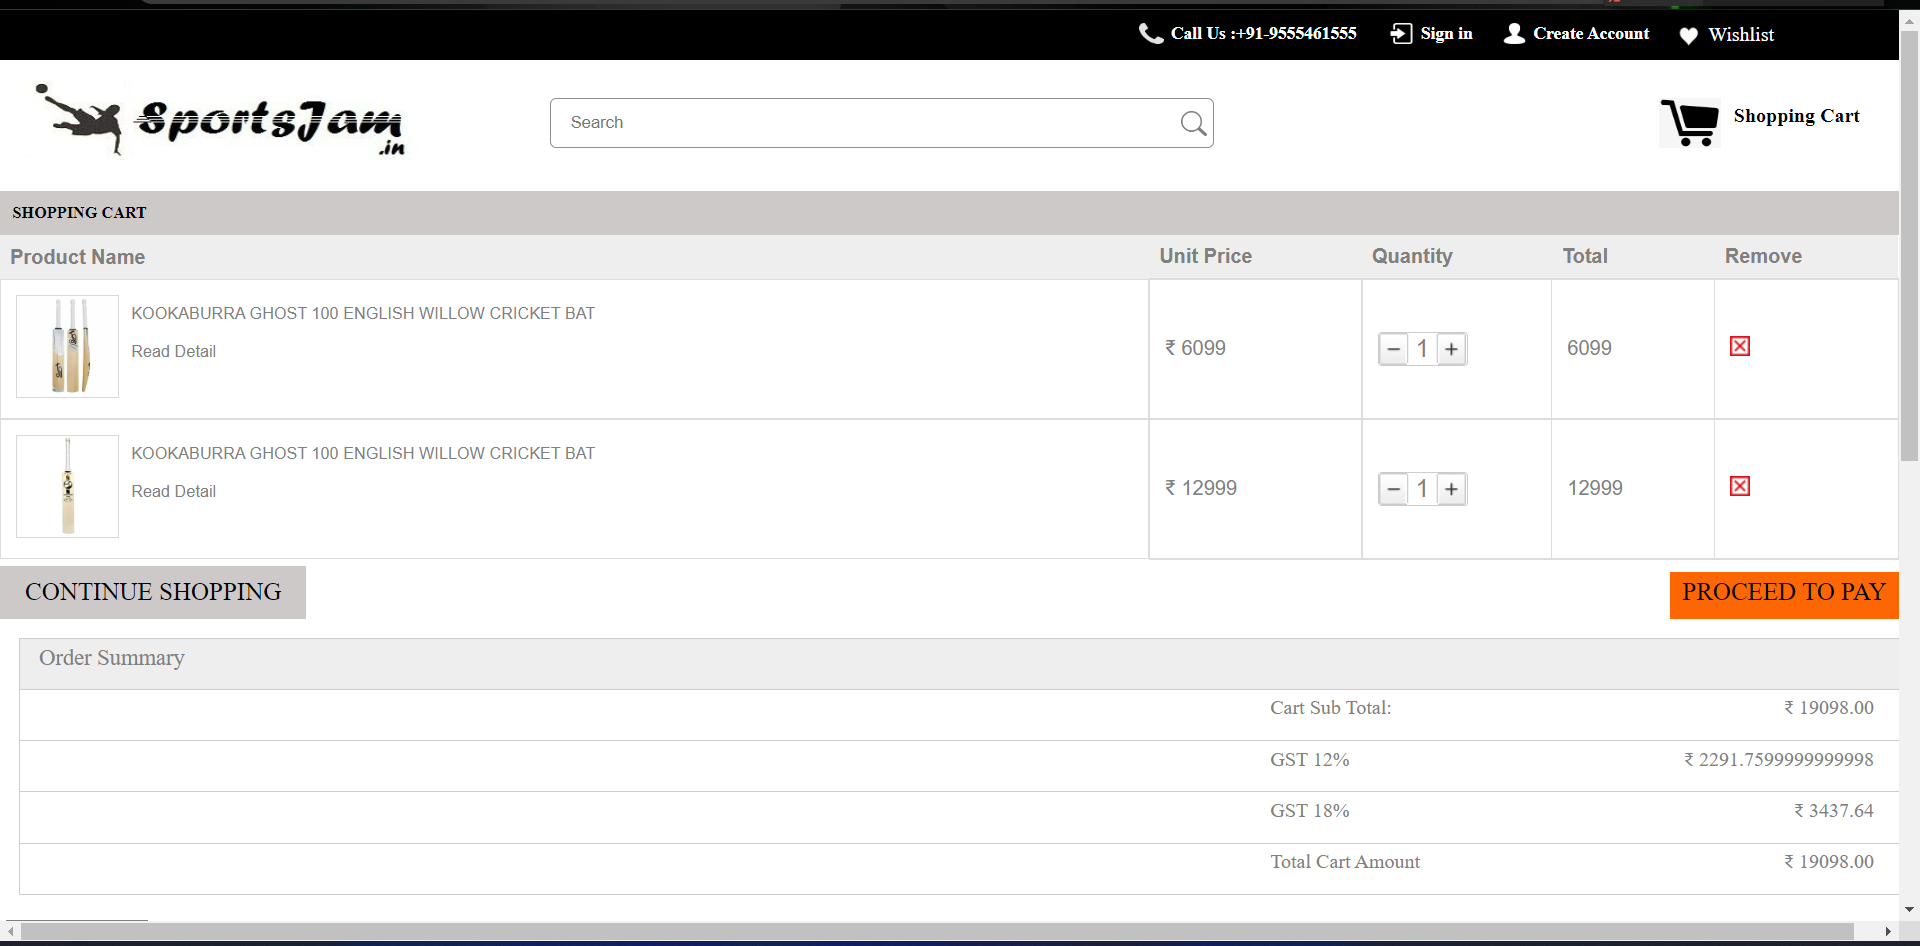 Call Us :+91-9555461555 Sign in Create Account Wishlist
SportsJam
.in
Search
Shopping Cart
SHOPPING CART
Product Name Unit Price Quantity Total Remove
KOOKABURRA GHOST 100 ENGLISH WILLOW CRICKET BAT
Read Detail
₹ 6099 − 1 + 6099
KOOKABURRA GHOST 100 ENGLISH WILLOW CRICKET BAT
Read Detail
₹ 12999 − 1 + 12999
CONTINUE SHOPPING PROCEED TO PAY
Order Summary
Cart Sub Total: ₹ 19098.00
GST 12% ₹ 2291.7599999999998
GST 18% ₹ 3437.64
Total Cart Amount ₹ 19098.00